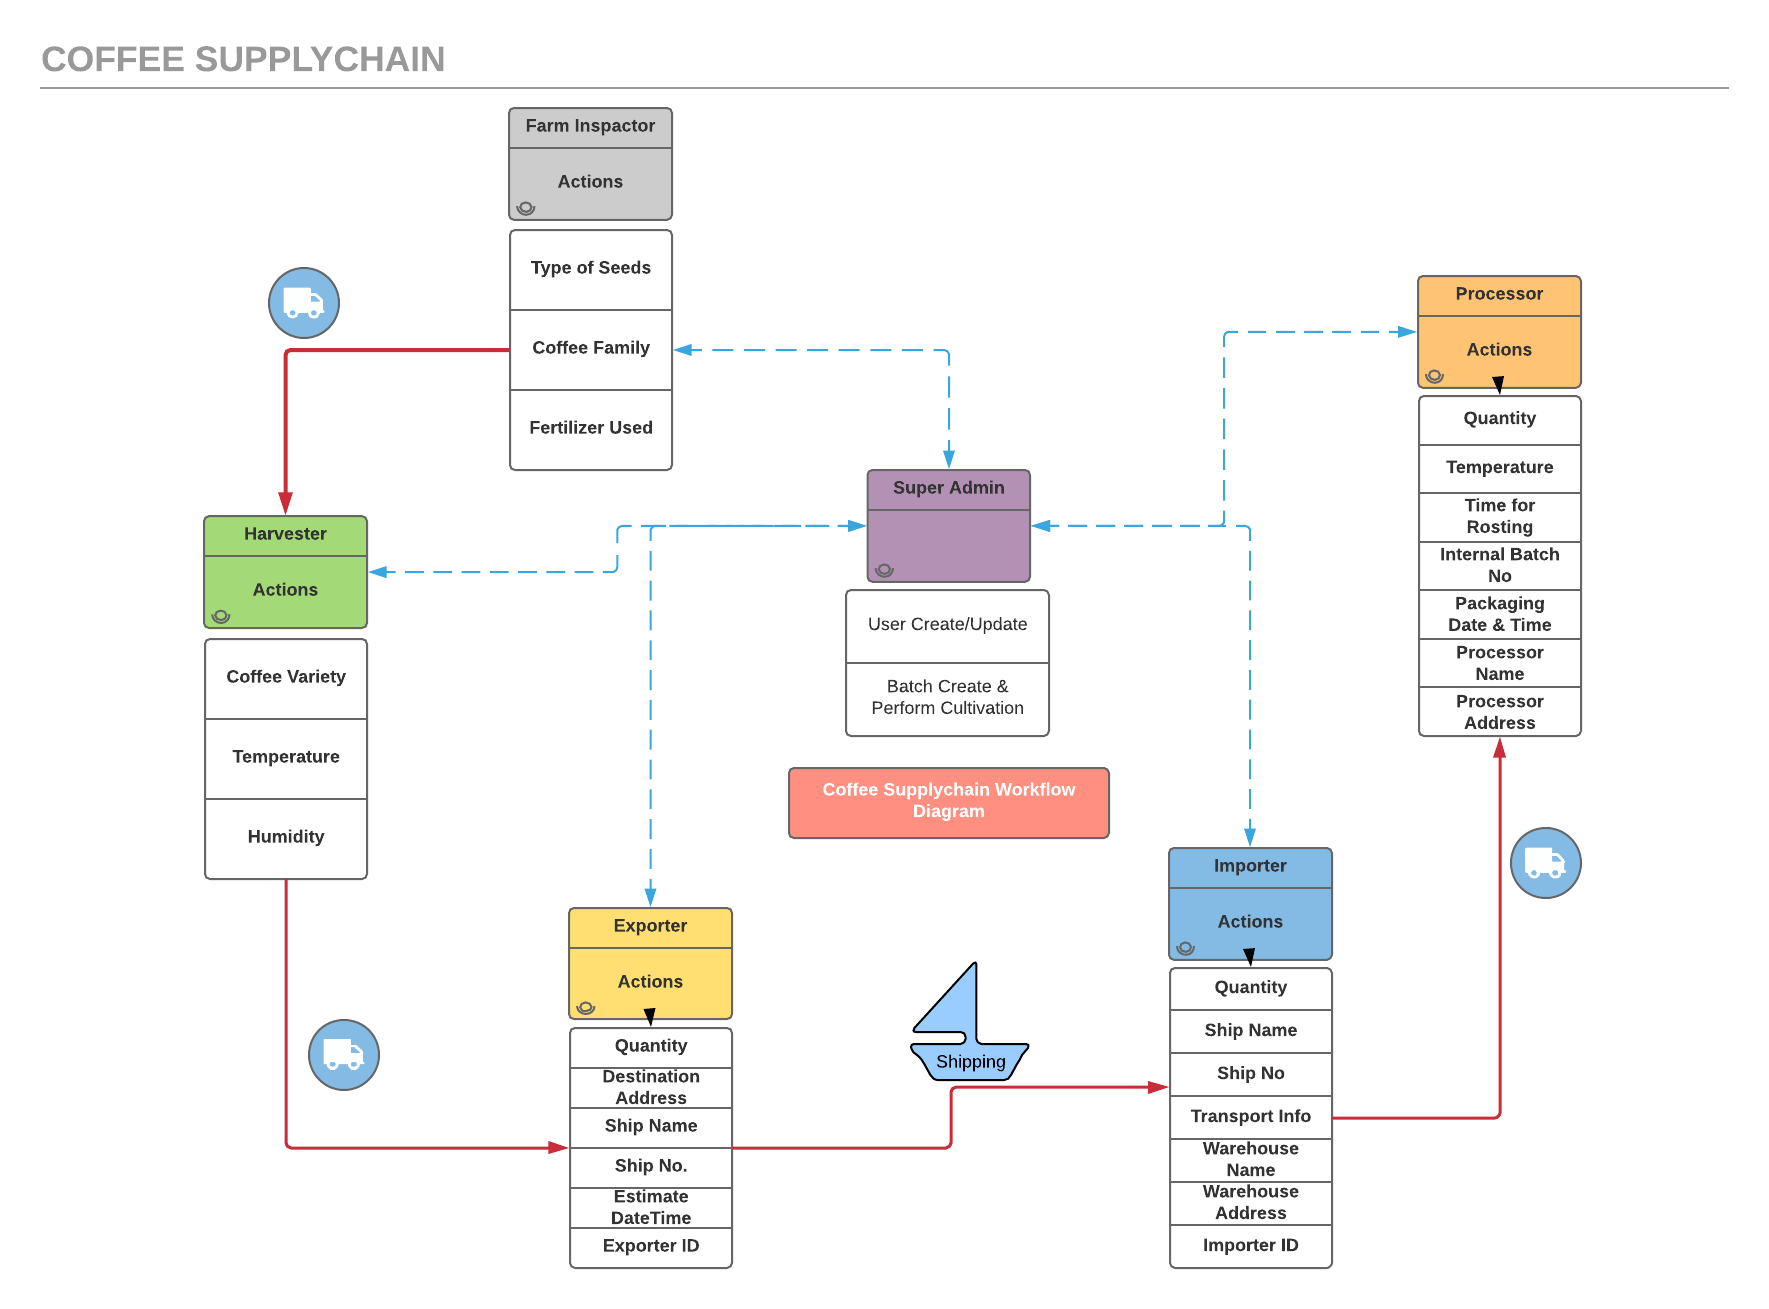 COFFEE SUPPLYCHAIN
Farm Inspactor
Actions
Type of Seeds
Coffee Family
Fertilizer Used
Harvester
Actions
Coffee Variety
Temperature
Humidity
Super Admin
User Create/Update
Batch Create &
Perform Cultivation
Coffee Supplychain Workflow
Diagram
Exporter
Actions
Quantity
Destination
Address
Ship Name
Ship No.
Estimate
DateTime
Exporter ID
Shipping
Importer
Actions
Quantity
Ship Name
Ship No
Transport Info
Warehouse
Name
Warehouse
Address
Importer ID
Processor
Actions
Quantity
Temperature
Time for
Rosting
Internal Batch
No
Packaging
Date & Time
Processor
Name
Processor
Address